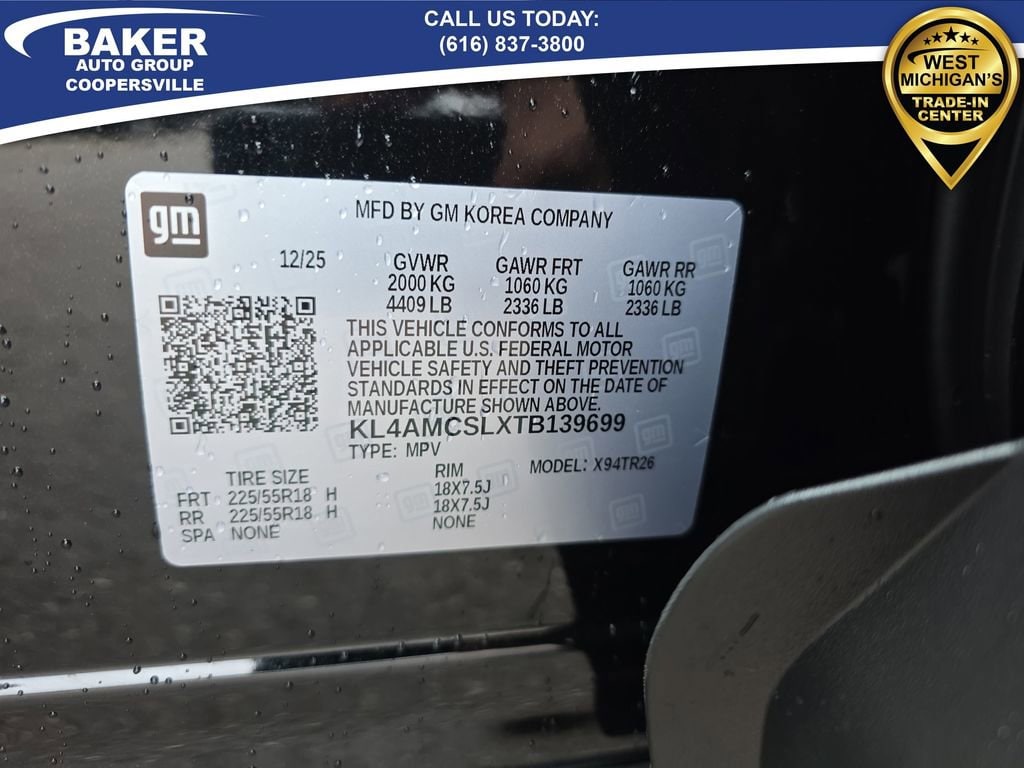 BAKER
AUTO GROUP
COOPERSVILLE
CALL US TODAY:
(616) 837-3800
WEST
MICHIGAN'S
TRADE-IN
CENTER
gm
MFD BY GM KOREA COMPANY
12/25 GVWR GAWR FRT GAWR RR
2000 KG 1060 KG 1060 KG
4409 LB 2336 LB 2336 LB
THIS VEHICLE CONFORMS TO ALL
APPLICABLE U.S. FEDERAL MOTOR
VEHICLE SAFETY AND THEFT PREVENTION
STANDARDS IN EFFECT ON THE DATE OF
MANUFACTURE SHOWN ABOVE.
KL4AMCSLXTB139699
TYPE: MPV
MODEL: X94TR26
TIRE SIZE RIM
FRT 225/55R18 H 18X7.5J
RR 225/55R18 H 18X7.5J
SPA NONE NONE